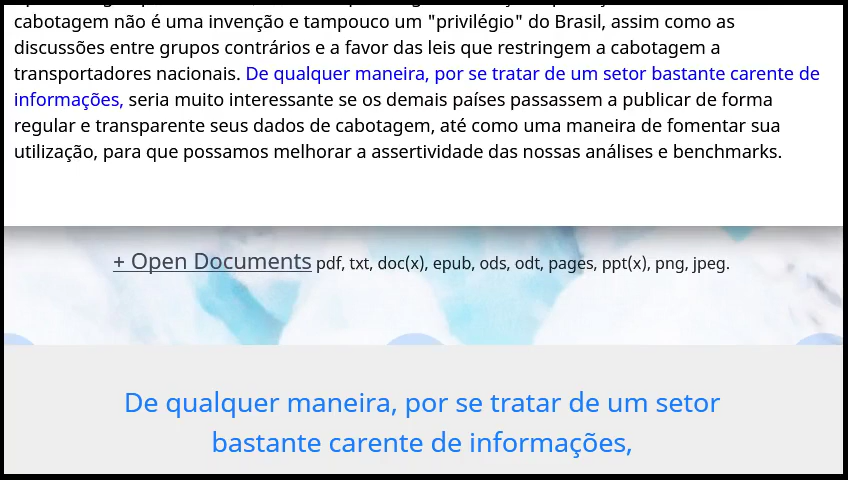 cabotagem não é uma invenção e tampouco um "privilégio" do Brasil, assim como as
discussões entre grupos contrários e a favor das leis que restringem a cabotagem a
transportadores nacionais. De qualquer maneira, por se tratar de um setor bastante carente de
informações, seria muito interessante se os demais países passassem a publicar de forma
regular e transparente seus dados de cabotagem, até como uma maneira de fomentar sua
utilização, para que possamos melhorar a assertividade das nossas análises e benchmarks.
+ Open Documents pdf, txt, doc(x), epub, ods, odt, pages, ppt(x), png, jpeg.
De qualquer maneira, por se tratar de um setor
bastante carente de informações,